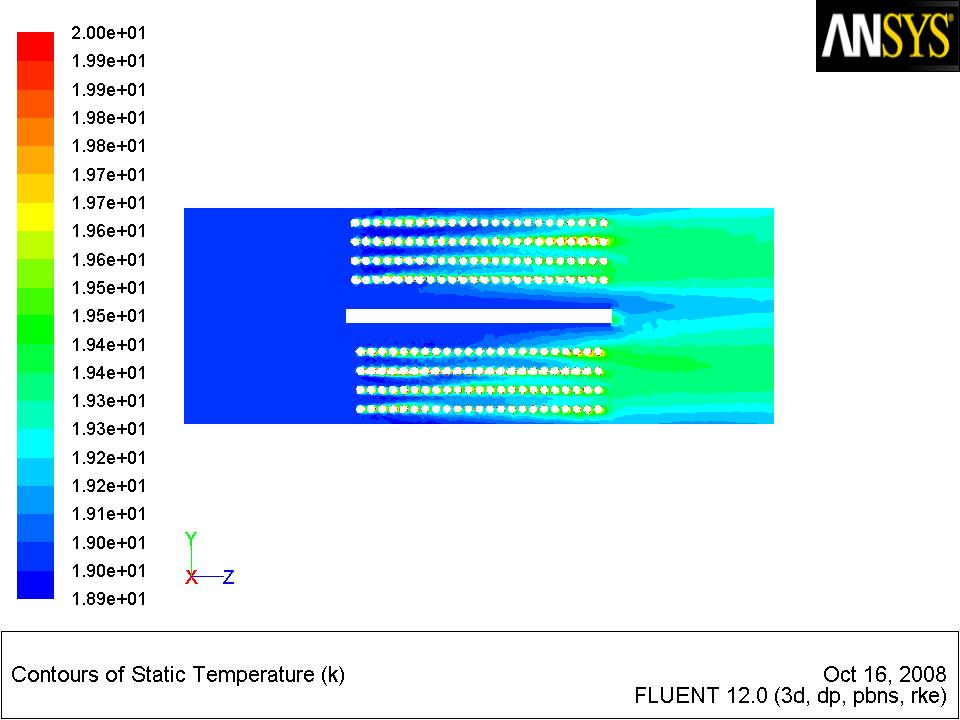 ANSYS
2.00e+01
1.99e+01
1.99e+01
1.98e+01
1.98e+01
1.97e+01
1.97e+01
1.96e+01
1.96e+01
1.95e+01
1.95e+01
1.94e+01
1.94e+01
1.93e+01
1.93e+01
1.92e+01
1.92e+01
1.91e+01
1.90e+01
1.90e+01
1.89e+01
Y
X Z
Contours of Static Temperature (k)
Oct 16, 2008
FLUENT 12.0 (3d, dp, pbns, rke)